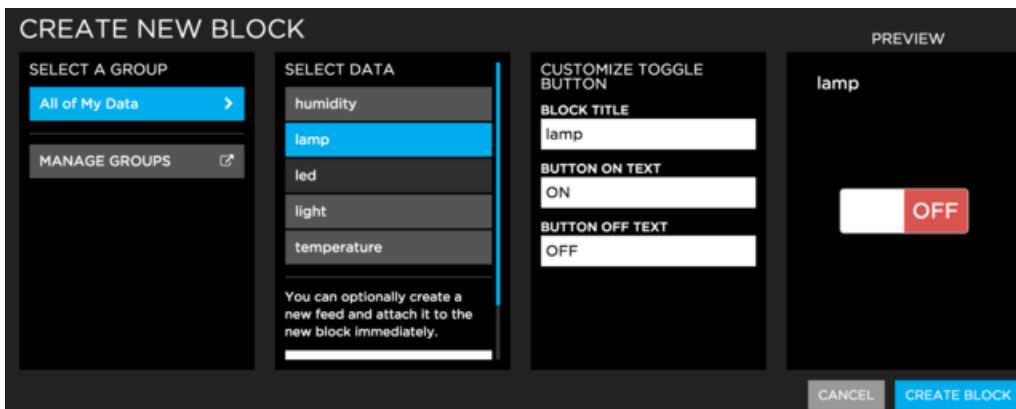 CREATE NEW BLOCK
SELECT A GROUP
All of My Data
MANAGE GROUPS
SELECT DATA
humidity
lamp
led
light
temperature
You can optionally create a
new feed and attach it to the
new block immediately.
CUSTOMIZE TOGGLE
BUTTON
BLOCK TITLE
lamp
BUTTON ON TEXT
ON
BUTTON OFF TEXT
OFF
PREVIEW
lamp
OFF
CANCEL
CREATE BLOCK